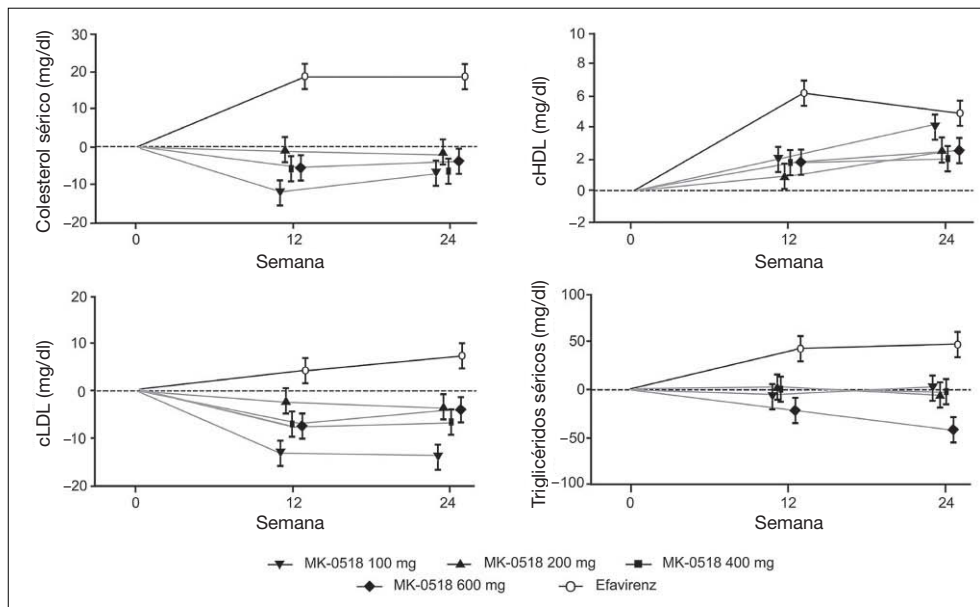 Colesterol sérico (mg/dl)
30
20
10
0
–10
–20
0
12
24
Semana
cHDL (mg/dl)
10
8
6
4
2
0
–2
0
12
24
Semana
cLDL (mg/dl)
20
10
0
–10
–20
0
12
24
Semana
Triglicéridos séricos (mg/dl)
100
50
0
–50
–100
0
12
24
Semana
MK-0518 100 mg
MK-0518 200 mg
MK-0518 400 mg
MK-0518 600 mg
Efavirenz